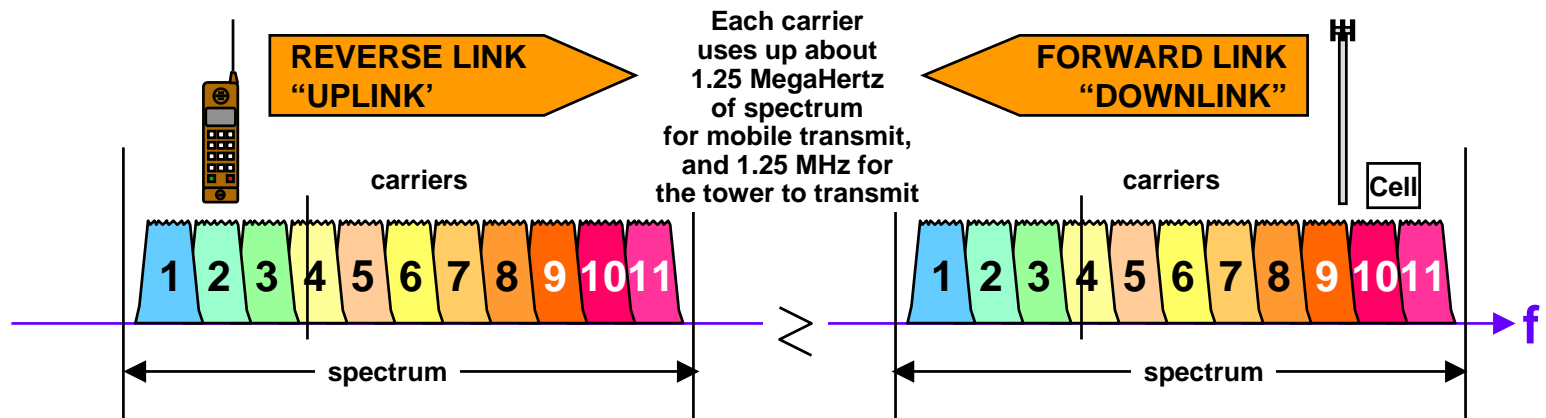 REVERSE LINK
“UPLINK’
Each carrier
uses up about
1.25 MegaHertz
of spectrum
for mobile transmit,
and 1.25 MHz for
the tower to transmit
FORWARD LINK
“DOWNLINK”
carriers
carriers
Cell
1 2 3 4 5 6 7 8 9 10 11
1 2 3 4 5 6 7 8 9 10 11
f
spectrum
spectrum